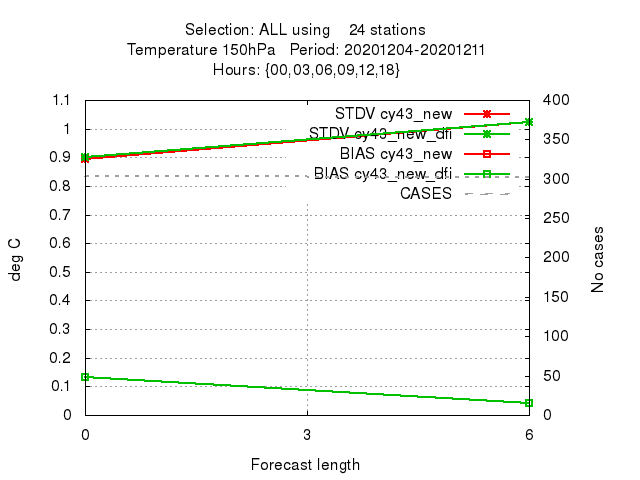 Selection: ALL using    24 stations
Temperature 150hPa   Period: 20201204-20201211
Hours: {00,03,06,09,12,18}
STDV cy43_new
STDV cy43_new_dfi
BIAS cy43_new
BIAS cy43_new_dfi
CASES
1.1
1
0.9
0.8
0.7
0.6
0.5
0.4
0.3
0.2
0.1
0
deg C
400
350
300
250
200
150
100
50
0
No cases
0 3 6
Forecast length